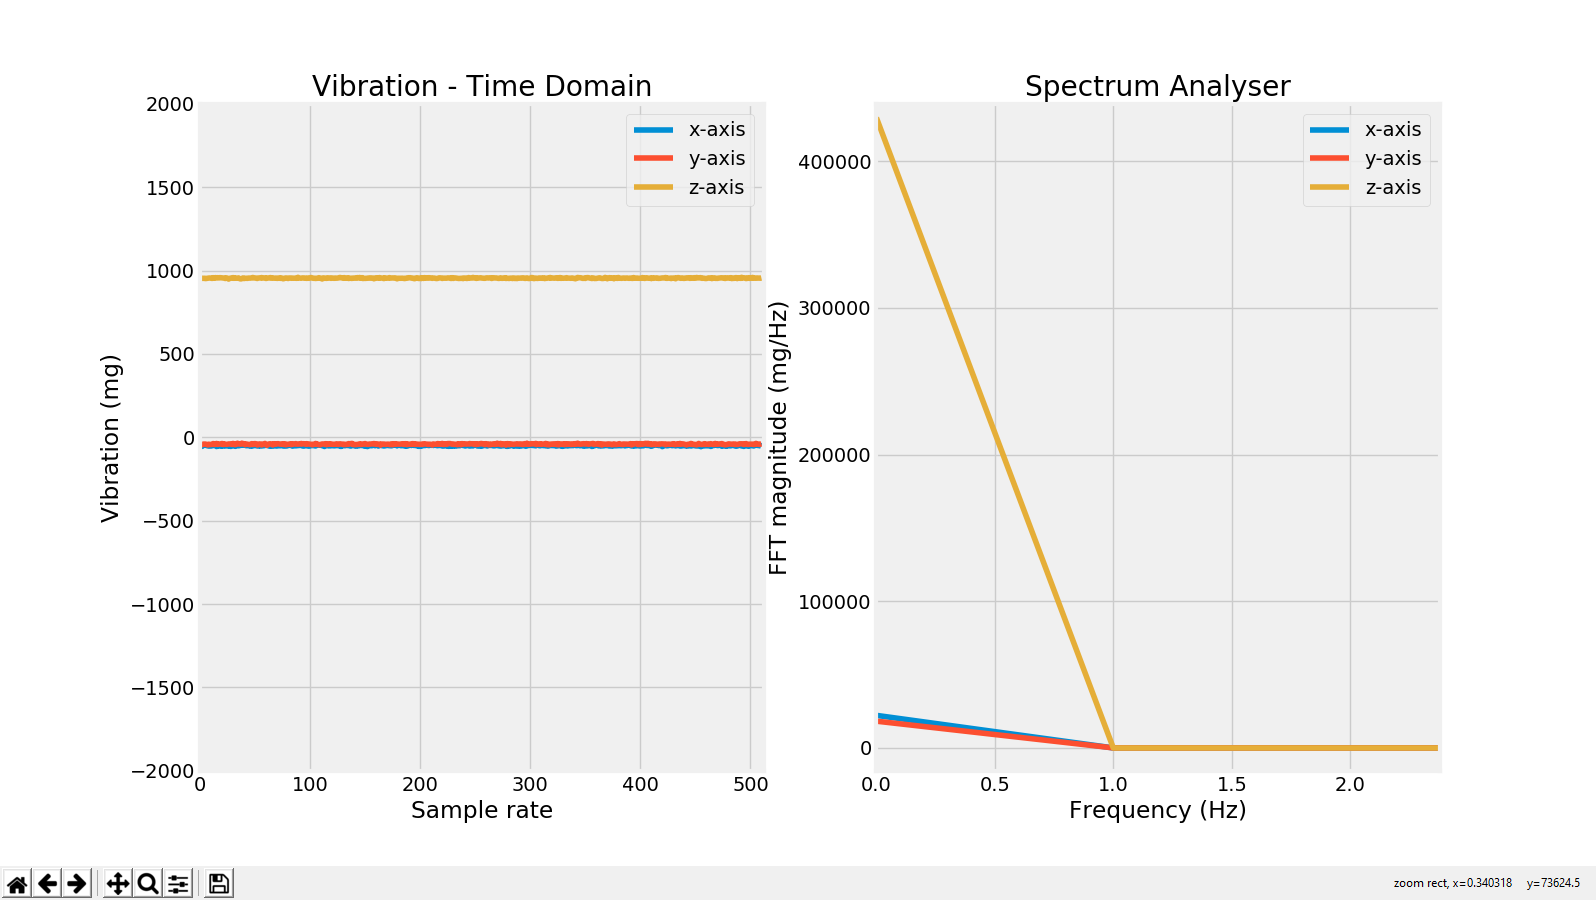 Vibration - Time Domain
2000
1500
1000
500
0
−500
−1000
−1500
−2000
0 100 200 300 400 500
Vibration (mg)
Sample rate
x-axis
y-axis
z-axis
Spectrum Analyser
400000
300000
200000
100000
0
0.0 0.5 1.0 1.5 2.0
FFT magnitude (mg/Hz)
Frequency (Hz)
x-axis
y-axis
z-axis
zoom rect, x=0.340318 y=73624.5